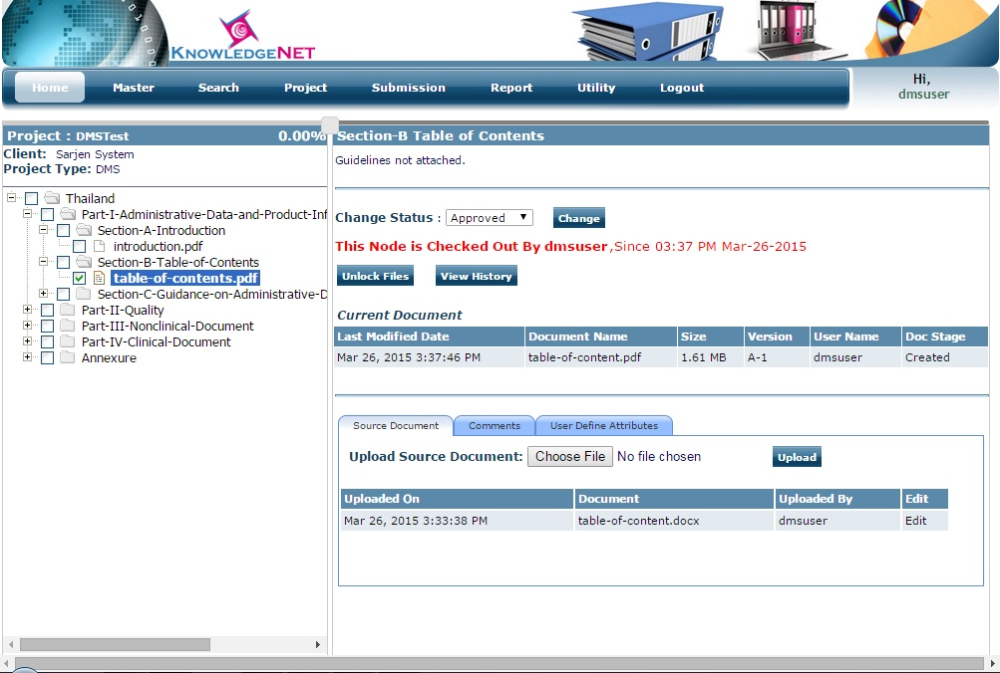 KNOWLEDGENET
Home Master Search Project Submission Report Utility Logout
Hi,
dmsuser
Project : DMSTest 0.00%
Client: Sarjen System
Project Type: DMS
Thailand
Part-I-Administrative-Data-and-Product-Inf
Section-A-Introduction
introduction.pdf
Section-B-Table-of-Contents
table-of-contents.pdf
Section-C-Guidance-on-Administrative-D
Part-II-Quality
Part-III-Nonclinical-Document
Part-IV-Clinical-Document
Annexure
Section-B Table of Contents
Guidelines not attached.
Change Status : Approved Change
This Node is Checked Out By dmsuser,Since 03:37 PM Mar-26-2015
Unlock Files View History
Current Document
Last Modified Date Document Name Size Version User Name Doc Stage
Mar 26, 2015 3:37:46 PM table-of-content.pdf 1.61 MB A-1 dmsuser Created
Source Document Comments User Define Attributes
Upload Source Document: Choose File No file chosen Upload
Uploaded On Document Uploaded By Edit
Mar 26, 2015 3:33:38 PM table-of-content.docx dmsuser Edit